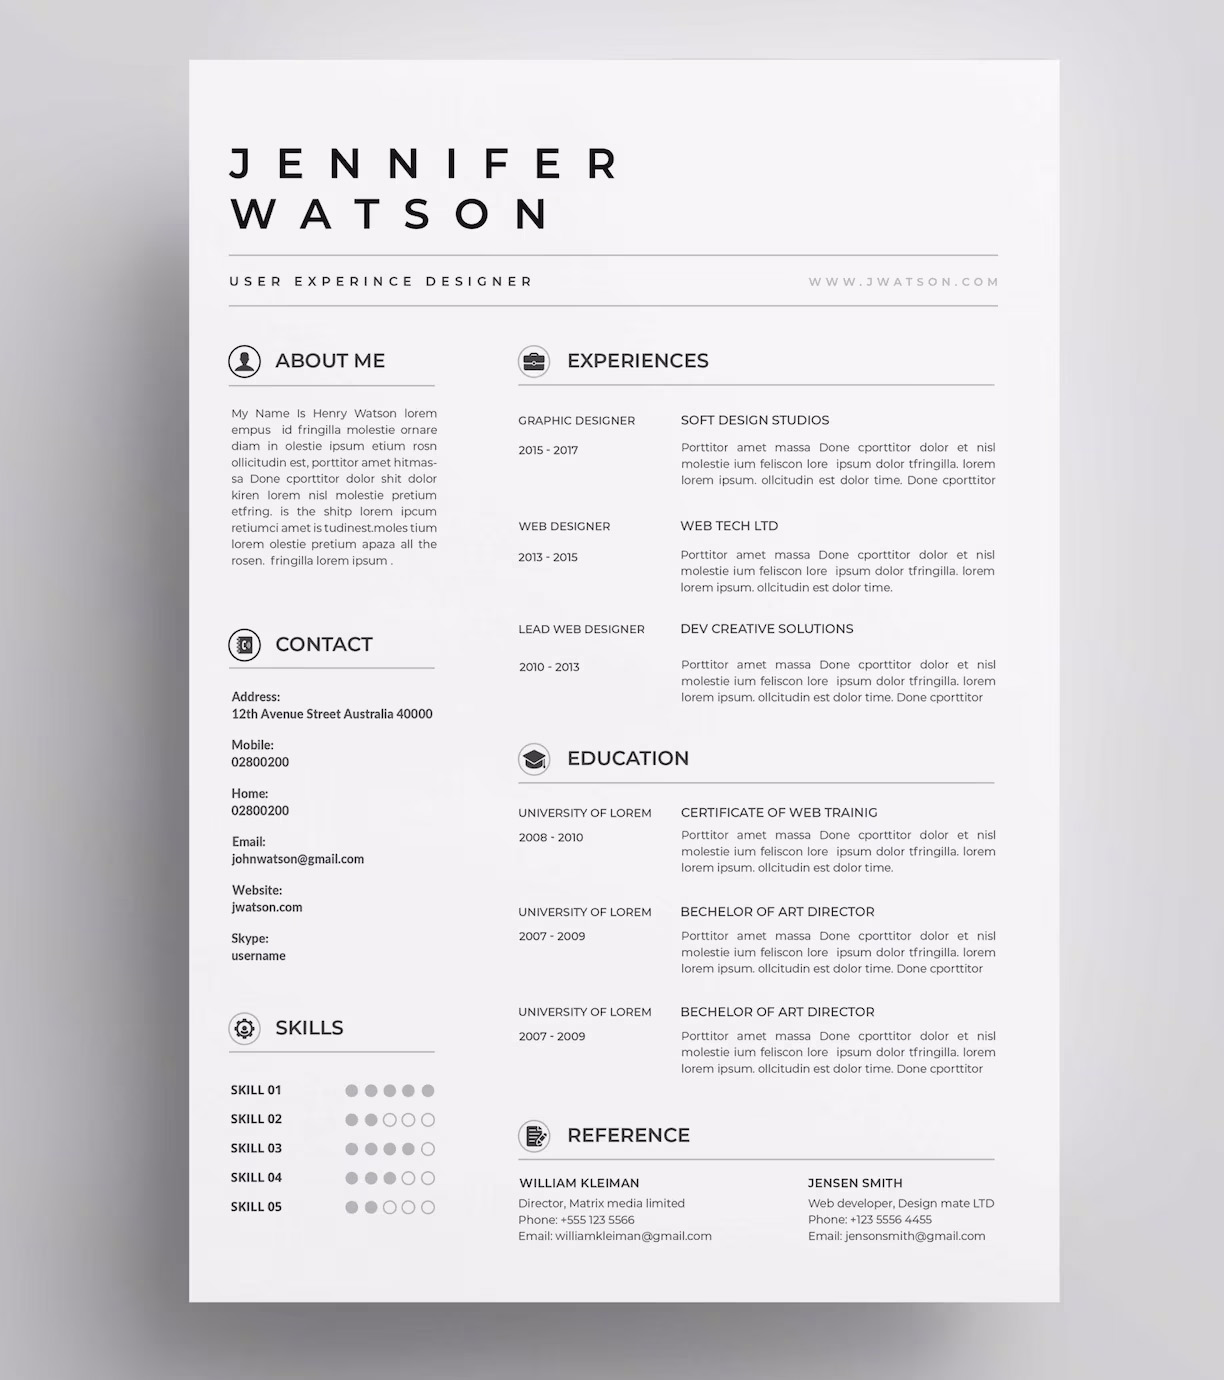 JENNIFER
WATSON
USER EXPERINCE DESIGNER
WWW.JWATSON.COM
ABOUT ME
My Name Is Henry Watson lorem
empus id fringilla molestie ornare
diam in olestie ipsum etium rosn
ollicitudin est, porttitor amet hitmas-
sa Done cporttitor dolor shit dolor
kiren lorem nisl molestie pretium
etfring. is the shitp lorem ipcum
retiumci amet is tudinest.moles tium
lorem olestie pretium apaza all the
rosen. fringilla lorem ipsum .
CONTACT
Address:
12th Avenue Street Australia 40000
Mobile:
02800200
Home:
02800200
Email:
johnwatson@gmail.com
Website:
jwatson.com
Skype:
username
SKILLS
SKILL 01
SKILL 02
SKILL 03
SKILL 04
SKILL 05
EXPERIENCES
GRAPHIC DESIGNER
2015 - 2017
SOFT DESIGN STUDIOS
Porttitor amet massa Done cporttitor dolor et nisl
molestie ium feliscon lore ipsum dolor tfringilla. lorem
lorem ipsum. ollcitudin est dolor time. Done cporttitor
WEB DESIGNER
2013 - 2015
WEB TECH LTD
Porttitor amet massa Done cporttitor dolor et nisl
molestie ium feliscon lore ipsum dolor tfringilla. lorem
lorem ipsum. ollcitudin est dolor time.
LEAD WEB DESIGNER
2010 - 2013
DEV CREATIVE SOLUTIONS
Porttitor amet massa Done cporttitor dolor et nisl
molestie ium feliscon lore ipsum dolor tfringilla. lorem
lorem ipsum. ollcitudin est dolor time. Done cporttitor
EDUCATION
UNIVERSITY OF LOREM
2008 - 2010
CERTIFICATE OF WEB TRAINIG
Porttitor amet massa Done cporttitor dolor et nisl
molestie ium feliscon lore ipsum dolor tfringilla. lorem
lorem ipsum. ollcitudin est dolor time.
UNIVERSITY OF LOREM
2007 - 2009
BECHELOR OF ART DIRECTOR
Porttitor amet massa Done cporttitor dolor et nisl
molestie ium feliscon lore ipsum dolor tfringilla. lorem
lorem ipsum. ollcitudin est dolor time. Done cporttitor
UNIVERSITY OF LOREM
2007 - 2009
BECHELOR OF ART DIRECTOR
Porttitor amet massa Done cporttitor dolor et nisl
molestie ium feliscon lore ipsum dolor tfringilla. lorem
lorem ipsum. ollcitudin est dolor time. Done cporttitor
REFERENCE
WILLIAM KLEIMAN
Director, Matrix media limited
Phone: +555 123 5566
Email: williamkleiman@gmail.com
JENSEN SMITH
Web developer, Design mate LTD
Phone: +123 5556 4455
Email: jensonsmith@gmail.com